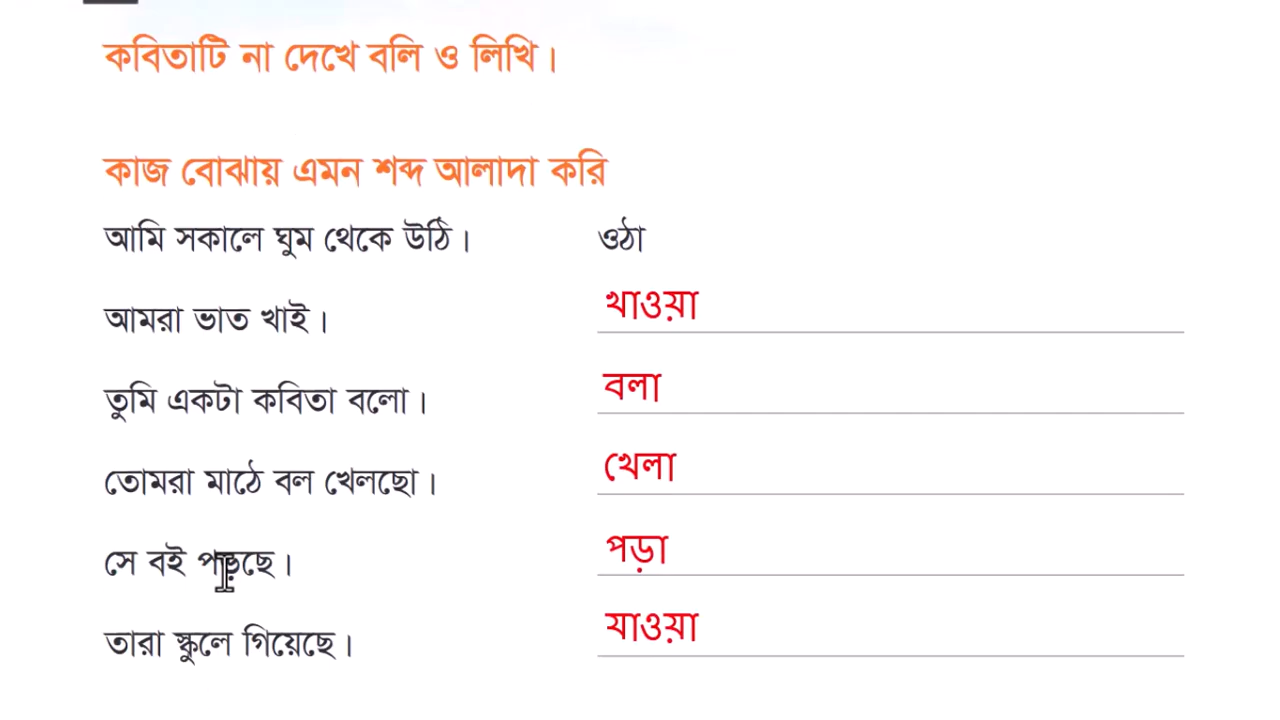 কবিতাটি না দেখে বলি ও লিখি।
কাজ বোঝায় এমন শব্দ আলাদা করি
আমি সকালে ঘুম থেকে উঠি। ওঠা
আমরা ভাত খাই। খাওয়া
তুমি একটা কবিতা বলো। বলা
তোমরা মাঠে বল খেলছো। খেলা
সে বই পড়ছে। পড়া
তারা স্কুলে গিয়েছে। যাওয়া